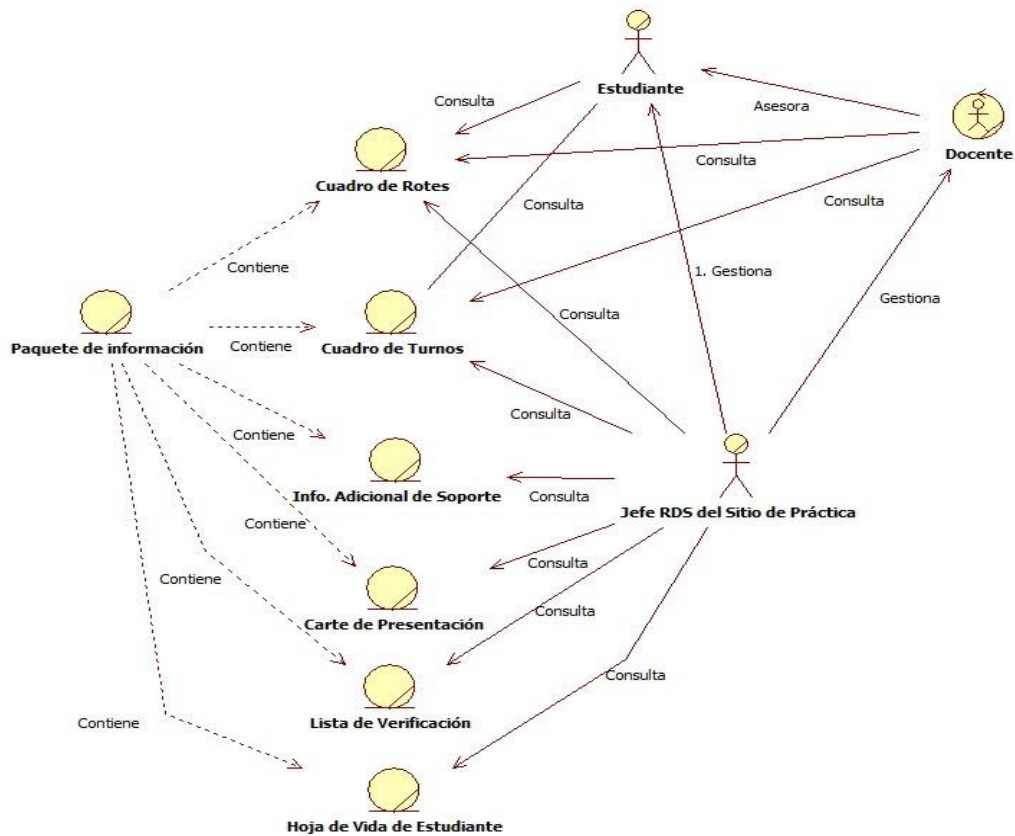 Estudiante
Consulta
Asesora
Docente
Consulta
Cuadro de Rotes
Consulta
Consulta
Contiene
1. Gestiona
Gestiona
Consulta
Paquete de información
Contiene
Cuadro de Turnos
Consulta
Contiene
Info. Adicional de Soporte
Consulta
Jefe RDS del Sitio de Práctica
Contiene
Consulta
Contiene
Carte de Presentación
Consulta
Consulta
Lista de Verificación
Contiene
Hoja de Vida de Estudiante